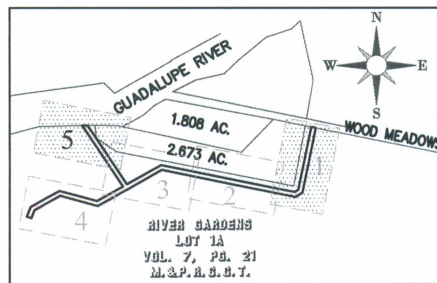 N
GUADALUPE RIVER
W
E
S
1.808 AC.
WOOD MEADOWS
5
2.673 AC.
1
3
2
4
RIVER GARDENS
LOT 1A
VOL. 7, PG. 21
M.&P.R.G.C.T.